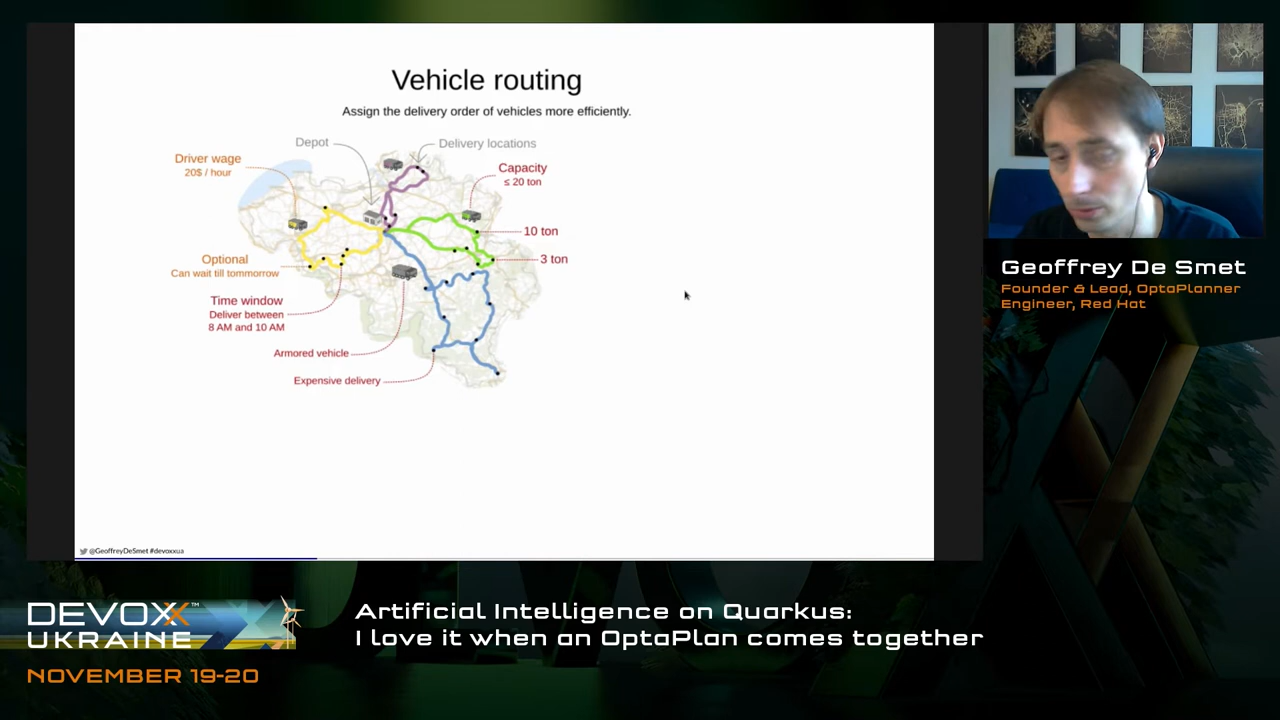 Vehicle routing
Assign the delivery order of vehicles more efficiently.
Depot
Delivery locations
Driver wage
20$ / hour
Capacity
≤ 20 ton
10 ton
3 ton
Optional
Can wait till tommorrow
Time window
Deliver between
8 AM and 10 AM
Armored vehicle
Expensive delivery
@GeoffreyDeSmet #devoxxua
Geoffrey De Smet
Founder & Lead, OptaPlanner
Engineer, Red Hat
DEVOXX™
UKRAINE
NOVEMBER 19-20
Artificial Intelligence on Quarkus:
I love it when an OptaPlan comes together